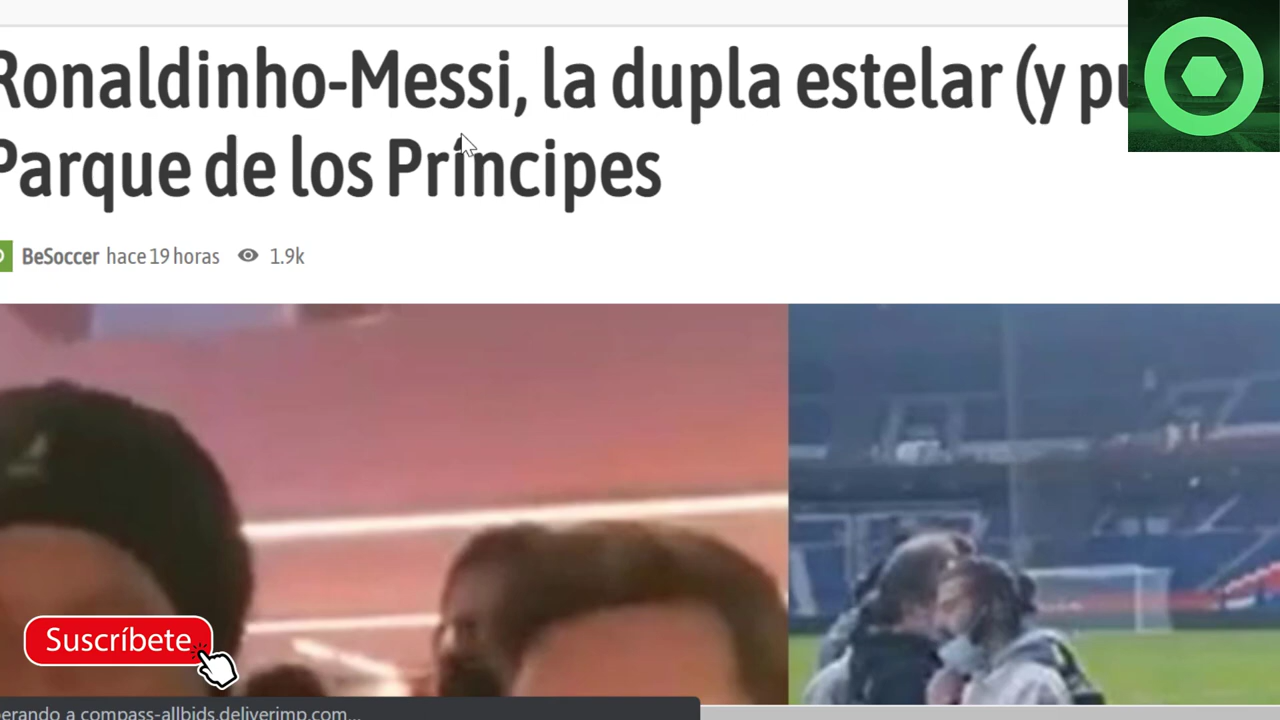 Ronaldinho-Messi, la dupla estelar (y pu
Parque de los Príncipes
BeSoccer hace 19 horas 1.9k
Suscríbete
perando a compass-allbids.deliverimp.com...